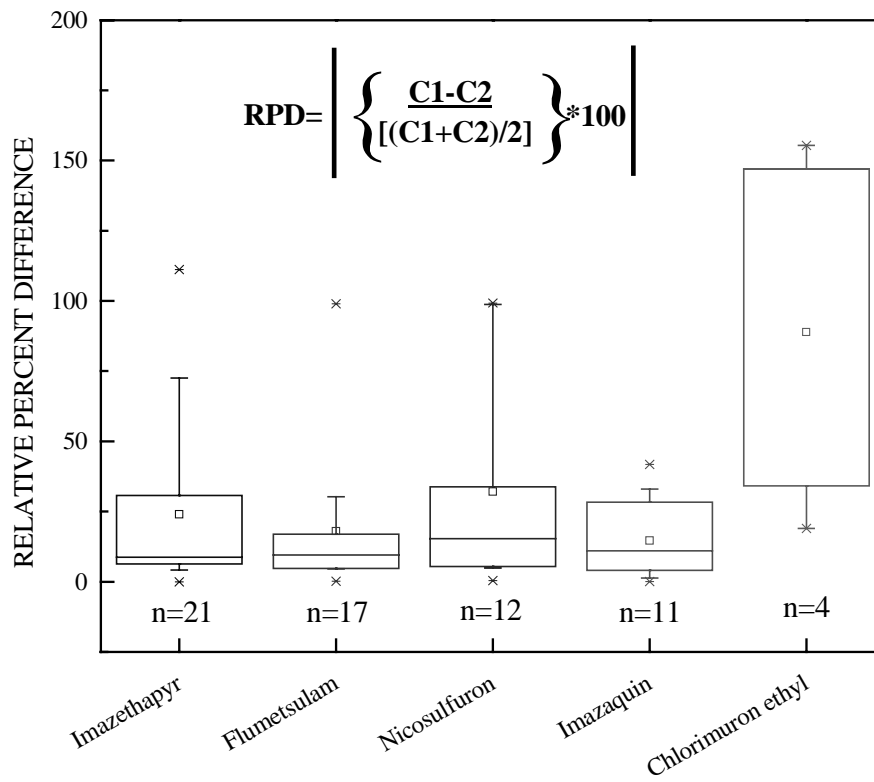 RELATIVE PERCENT DIFFERENCE
200
150
100
50
0
RPD=|{C1-C2
[(C1+C2)/2]}*100|
n=21
n=17
n=12
n=11
n=4
Imazethapyr
Flumetsulam
Nicosulfuron
Imazaquin
Chlorimuron ethyl